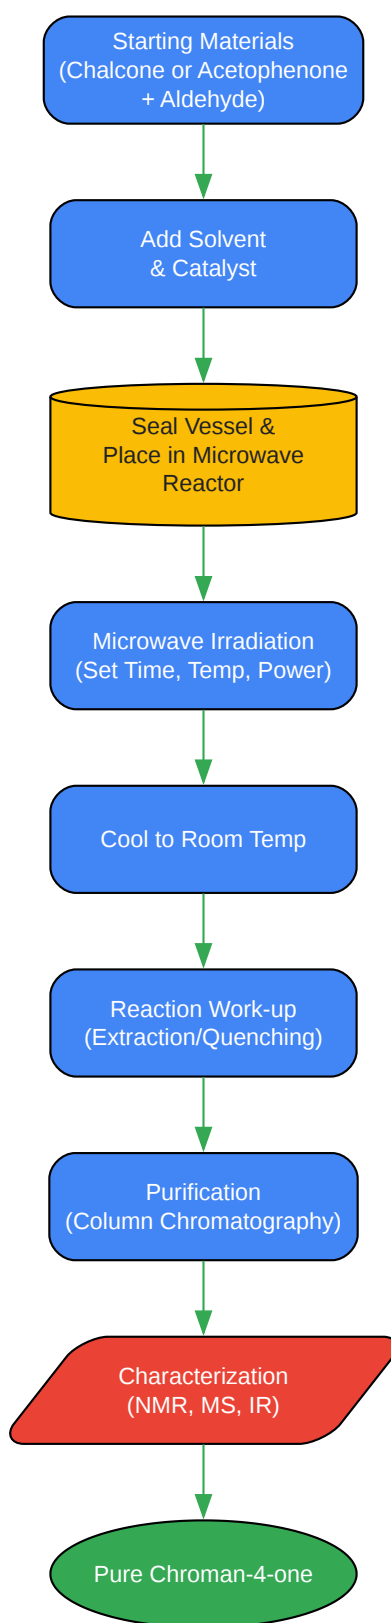 Starting Materials
(Chalcone or Acetophenone
+ Aldehyde)
Add Solvent
& Catalyst
Seal Vessel &
Place in Microwave
Reactor
Microwave Irradiation
(Set Time, Temp, Power)
Cool to Room Temp
Reaction Work-up
(Extraction/Quenching)
Purification
(Column Chromatography)
Characterization
(NMR, MS, IR)
Pure Chroman-4-one